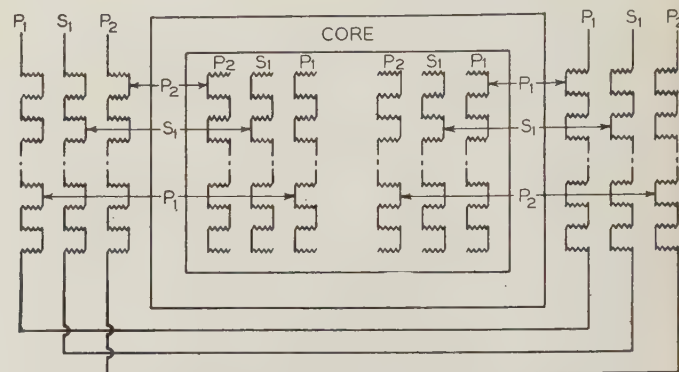 P₁ S₁ P₂ CORE P₁ S₁ P₂
P₂ S₁ P₁ P₂ S₁ P₁
P₂ P₁
S₁ S₁
P₁ P₂